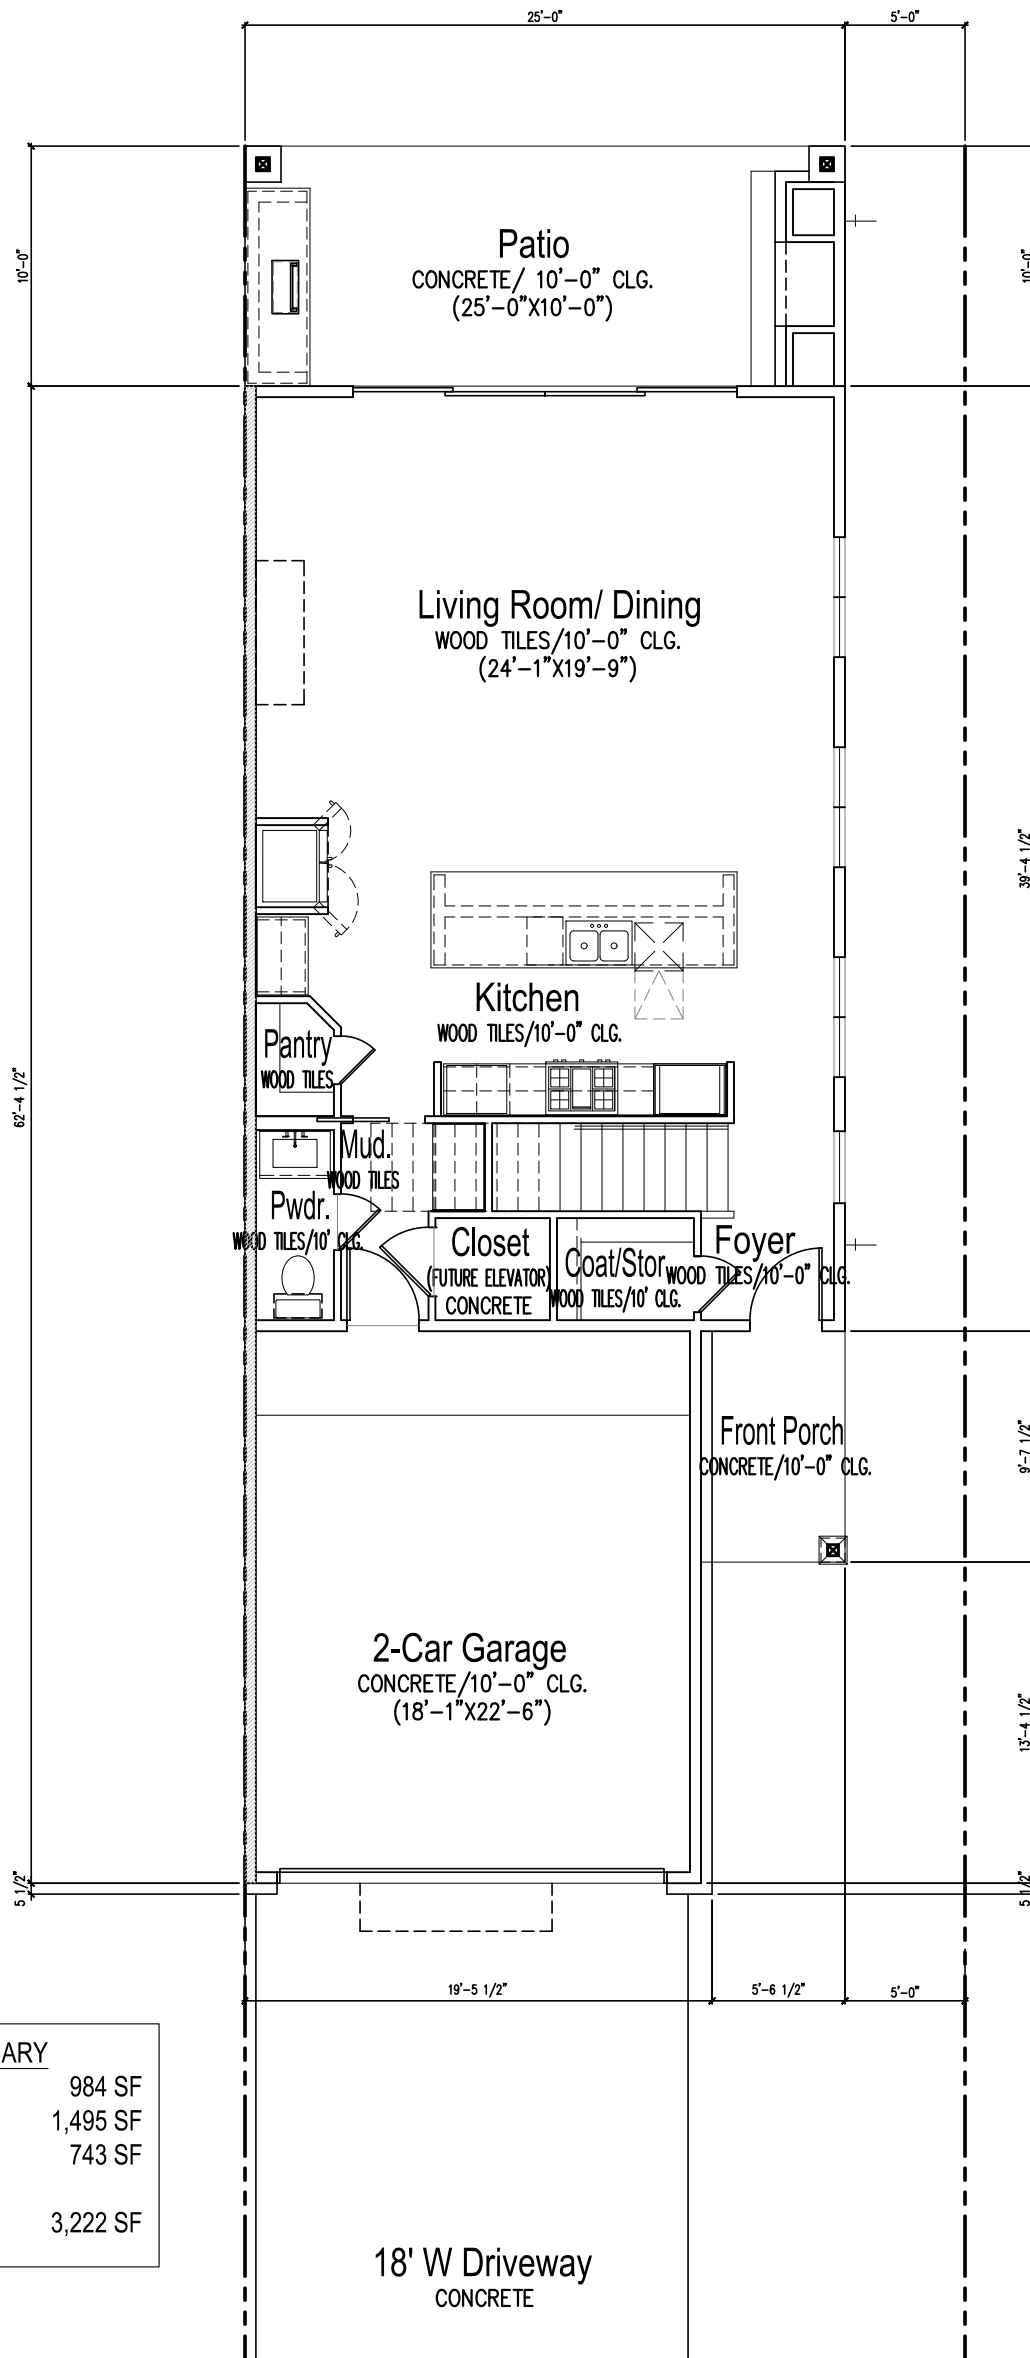 25'-0"
5'-0"
10'-0"
10'-0"
Patio
CONCRETE/ 10'-0" CLG.
(25'-0"X10'-0")
Living Room/ Dining
WOOD TILES/10'-0" CLG.
(24'-1"X19'-9")
39'-4 1/2"
Kitchen
WOOD TILES/10'-0" CLG.
Pantry
WOOD TILES
62'-4 1/2"
Mud.
WOOD TILES
Pwdr.
WOOD TILES/10' CLG.
Closet
(FUTURE ELEVATOR)
CONCRETE
Coat/Stor.
WOOD TILES/10' CLG.
Foyer
WOOD TILES/10'-0" CLG.
Front Porch
CONCRETE/10'-0" CLG.
9'-7 1/2"
2-Car Garage
CONCRETE/10'-0" CLG.
(18'-1"X22'-6")
13'-4 1/2"
5 1/2"
5 1/2"
19'-5 1/2"
5'-6 1/2"
5'-0"
ARY
984 SF
1,495 SF
743 SF
3,222 SF
18' W Driveway
CONCRETE